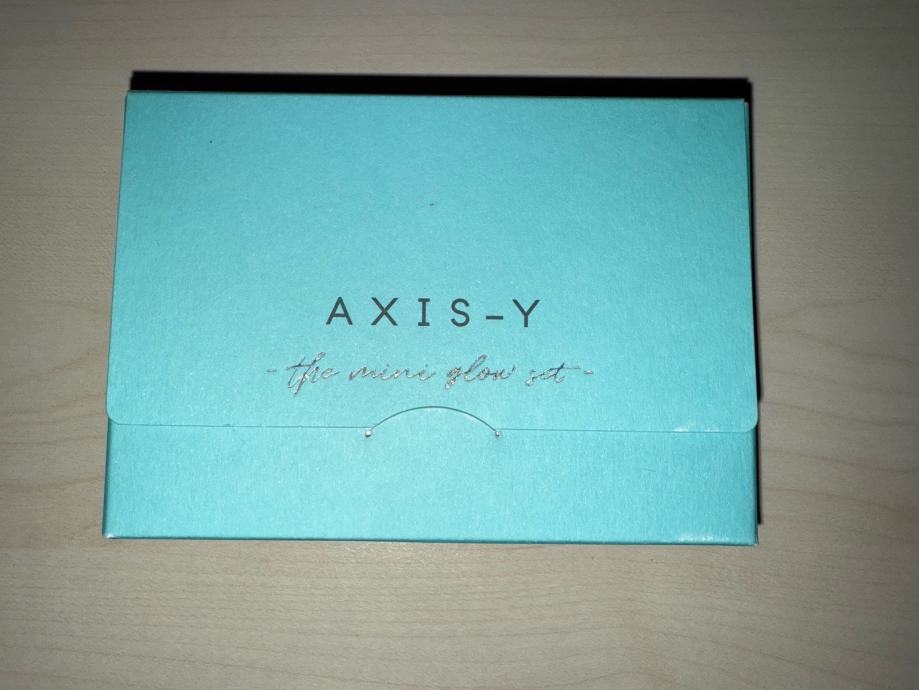 AXIS-Y
- the mini glow set -